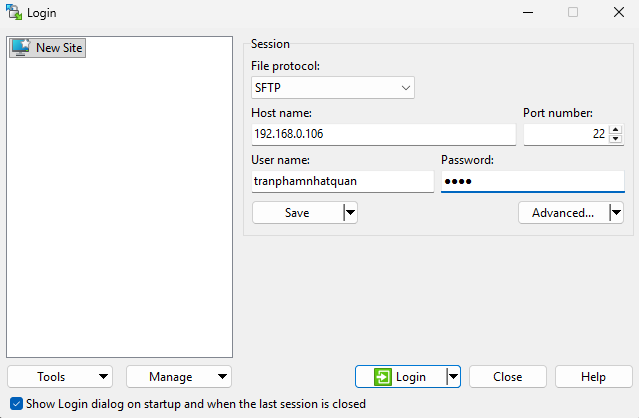 Login
New Site
Session
File protocol:
SFTP
Host name:
Port number:
192.168.0.106
22
User name:
Password:
tranphamnhatquan
●●●●
Save
Advanced...
Tools
Manage
Login
Close
Help
Show Login dialog on startup and when the last session is closed